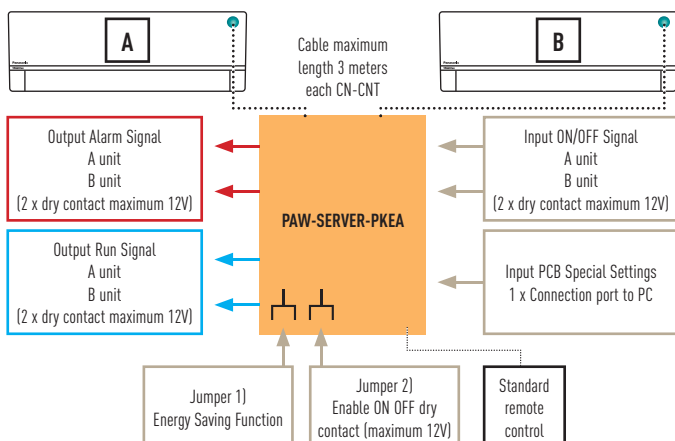 A
B
Panasonic
Panasonic
Cable maximum
length 3 meters
each CN-CNT
Output Alarm Signal
A unit
B unit
(2 x dry contact maximum 12V)
Output Run Signal
A unit
B unit
(2 x dry contact maximum 12V)
PAW-SERVER-PKEA
Input ON/OFF Signal
A unit
B unit
(2 x dry contact maximum 12V)
Input PCB Special Settings
1 x Connection port to PC
Jumper 1)
Energy Saving Function
Jumper 2)
Enable ON OFF dry
contact (maximum 12V)
Standard
remote
control